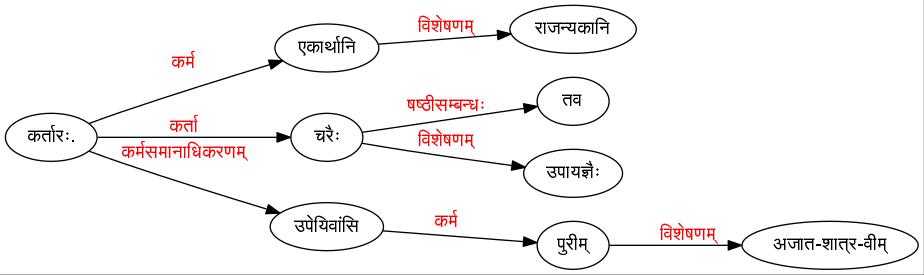 विशेषणम्
राजन्यकानि
एकार्थानि
कर्म
तव
षष्ठीसम्बन्धः
कर्ता
कर्तारः.
चरैः
विशेषणम्
कर्मसमानाधिकरणम्
उपायज्ञैः
उपेयिवांसि
कर्म
विशेषणम्
पुरीम्
अजात-शात्र-वीम्